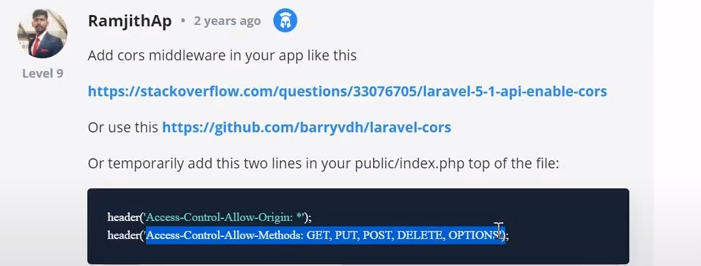 RamjithAp • 2 years ago
Level 9
Add cors middleware in your app like this
https://stackoverflow.com/questions/33076705/laravel-5-1-api-enable-cors
Or use this https://github.com/barryvdh/laravel-cors
Or temporarily add this two lines in your public/index.php top of the file:
header('Access-Control-Allow-Origin: *');
header('Access-Control-Allow-Methods: GET, PUT, POST, DELETE, OPTIONS');